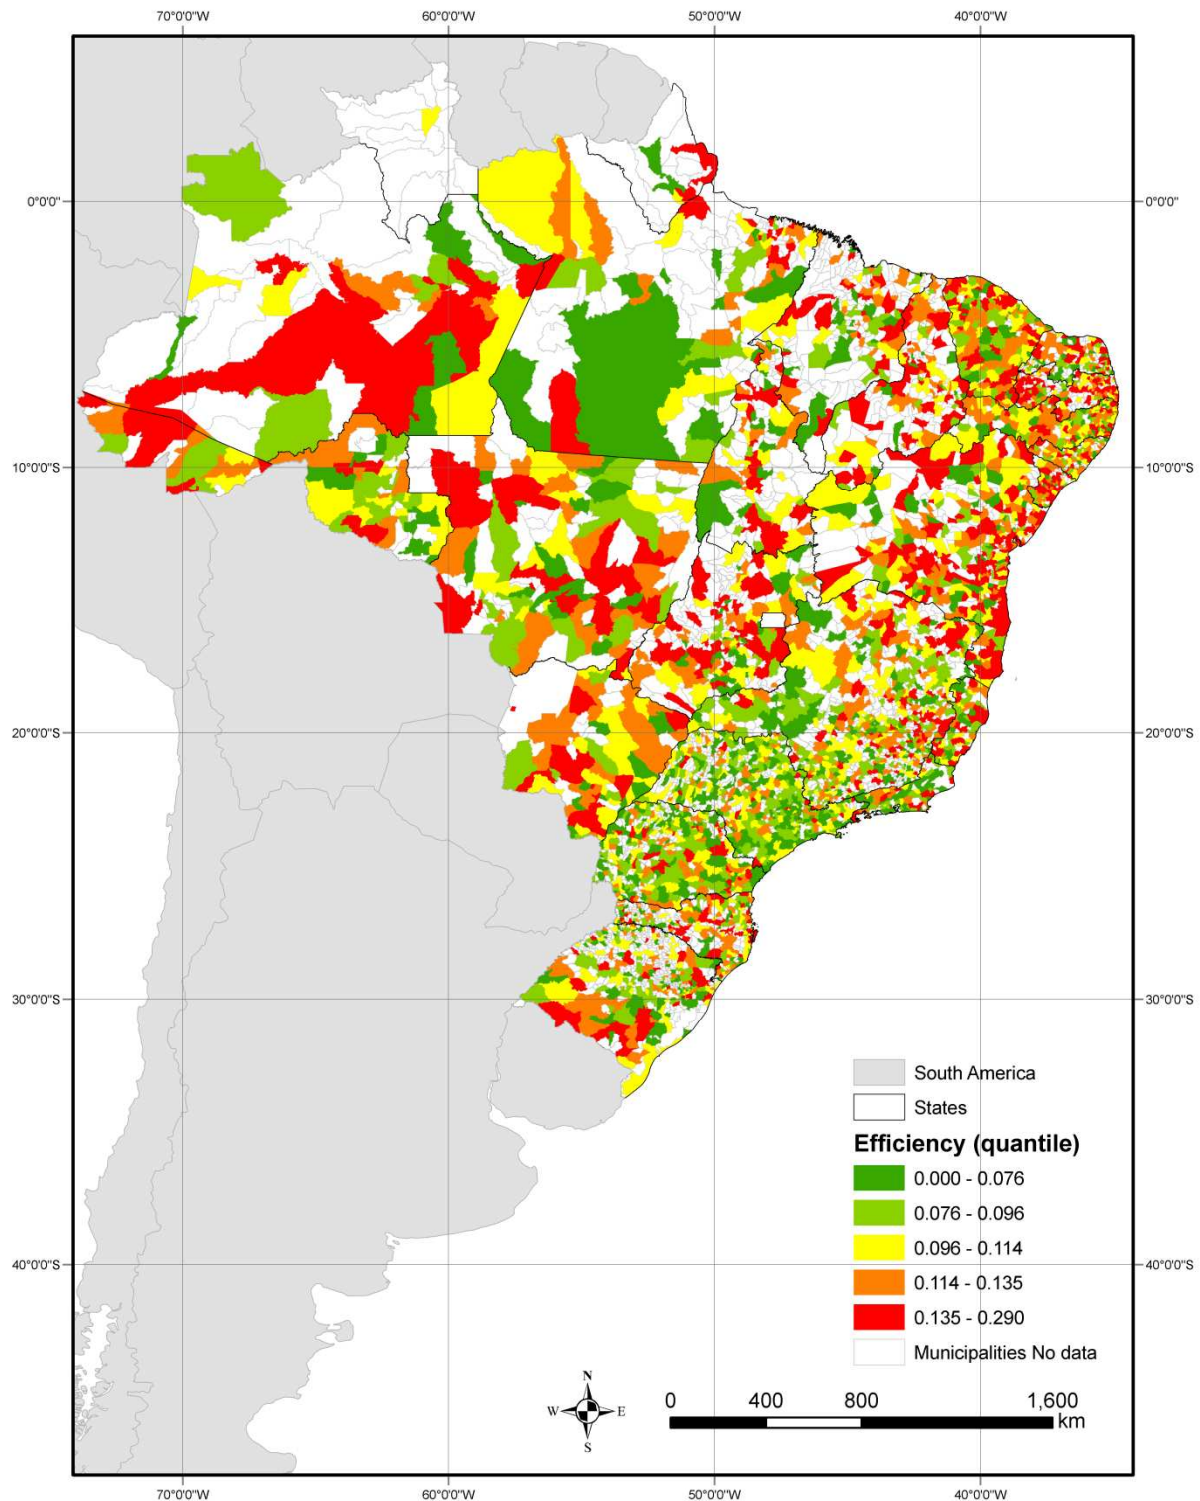 70°0'0"W 60°0'0"W 50°0'0"W 40°0'0"W
0°0'0" 0°0'0"
10°0'0"S 10°0'0"S
20°0'0"S 20°0'0"S
30°0'0"S 30°0'0"S
South America
States
Efficiency (quantile)
0.000 - 0.076
0.076 - 0.096
0.096 - 0.114
40°0'0"S 40°0'0"S
0.114 - 0.135
0.135 - 0.290
Municipalities No data
N
W E
S
0 400 800 1,600
km
70°0'0"W 60°0'0"W 50°0'0"W 40°0'0"W